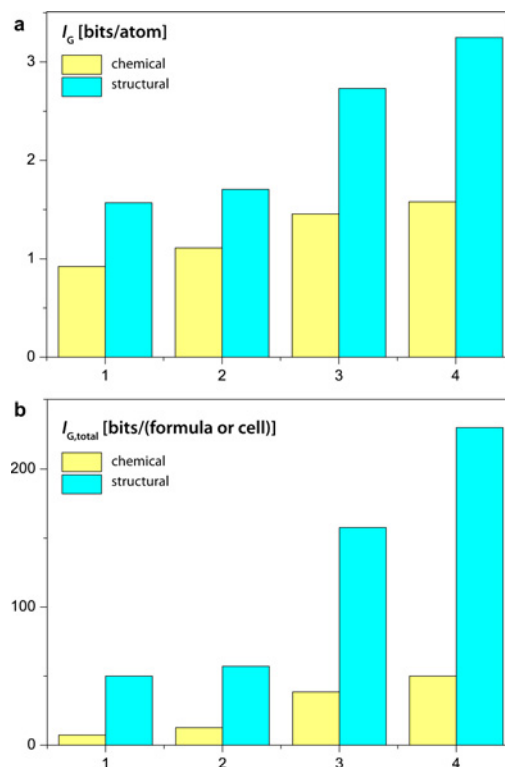 a
I_G [bits/atom]
chemical
structural
3
2
1
0
1 2 3 4
b
I_G,total [bits/(formula or cell)]
chemical
structural
200
100
0
1 2 3 4